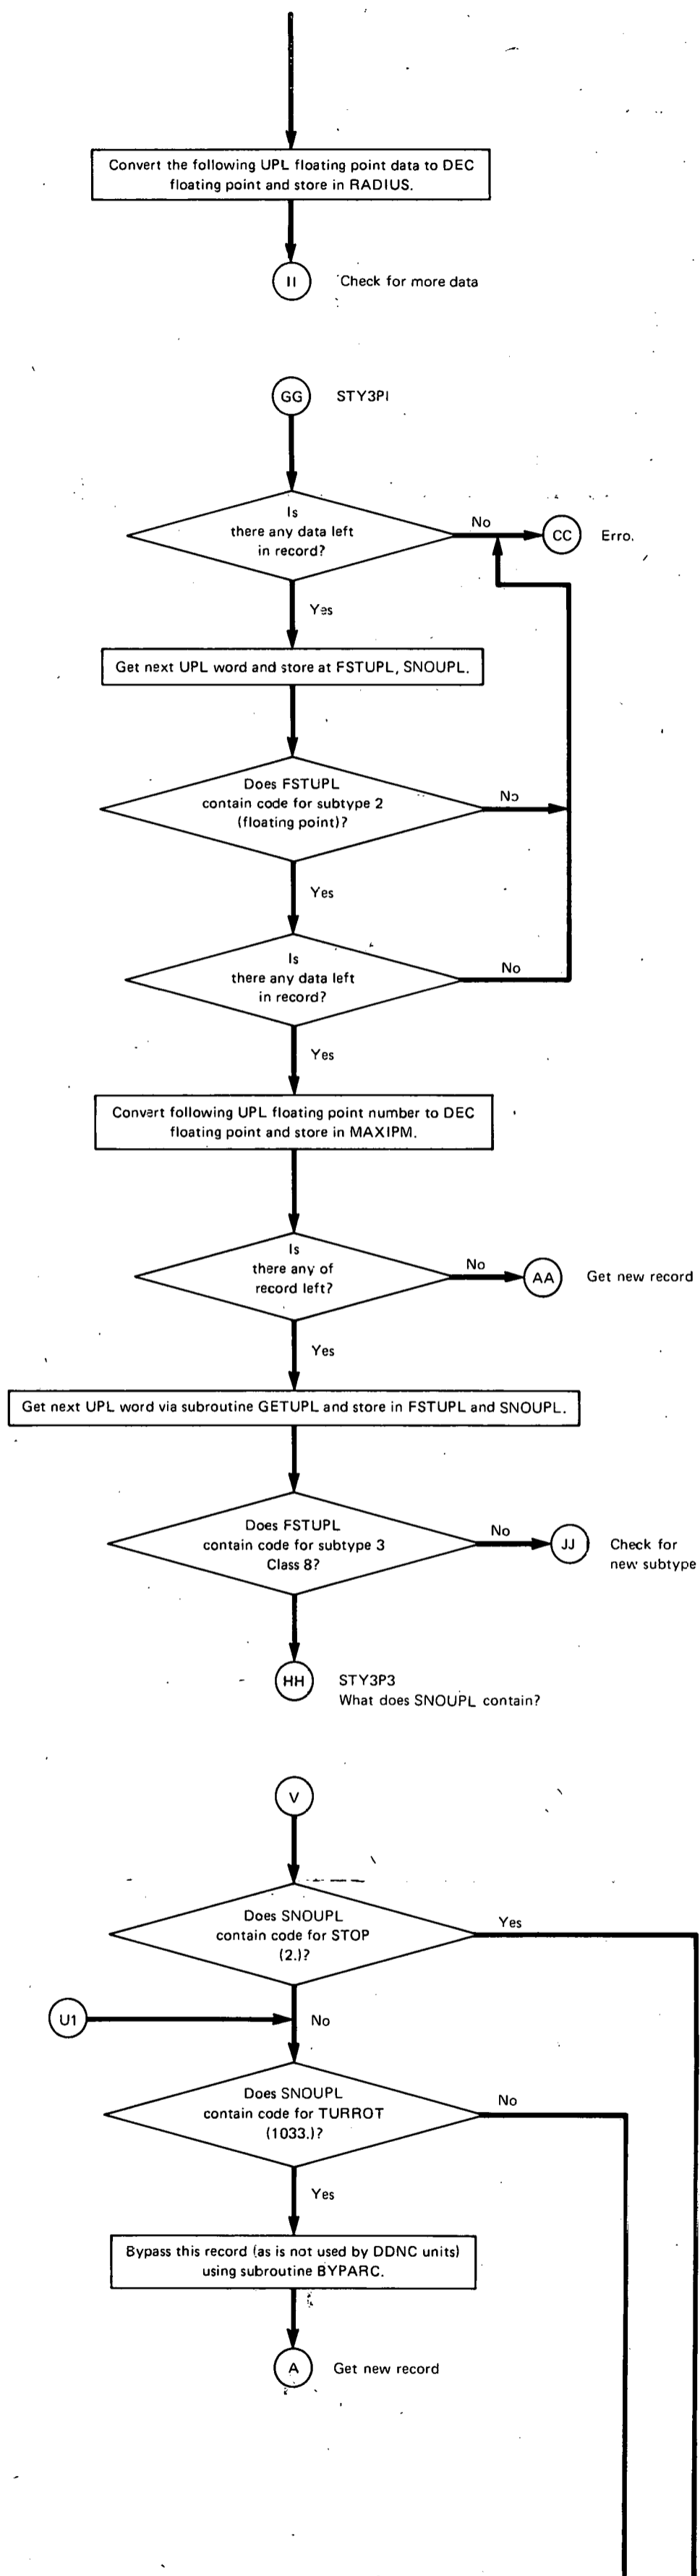 Convert the following UPL floating point data to DEC
floating point and store in RADIUS.
II
Check for more data
GG
STY3PI
Is
there any data left
in record?
No
CC
Erro.
Yes
Get next UPL word and store at FSTUPL, SNOUPL.
Does FSTUPL
contain code for subtype 2
(floating point)?
No
Yes
Is
there any data left
in record?
No
Yes
Convert following UPL floating point number to DEC
floating point and store in MAXIPM.
Is
there any of
record left?
No
AA
Get new record
Yes
Get next UPL word via subroutine GETUPL and store in FSTUPL and SNOUPL.
Does FSTUPL
contain code for subtype 3
Class 8?
No
JJ
Check for
new subtype
HH
STY3P3
What does SNOUPL contain?
V
Does SNOUPL
contain code for STOP
(2.)?
Yes
U1
No
Does SNOUPL
contain code for TURROT
(1033.)?
No
Yes
Bypass this record (as is not used by DDNC units)
using subroutine BYPARC.
A
Get new record